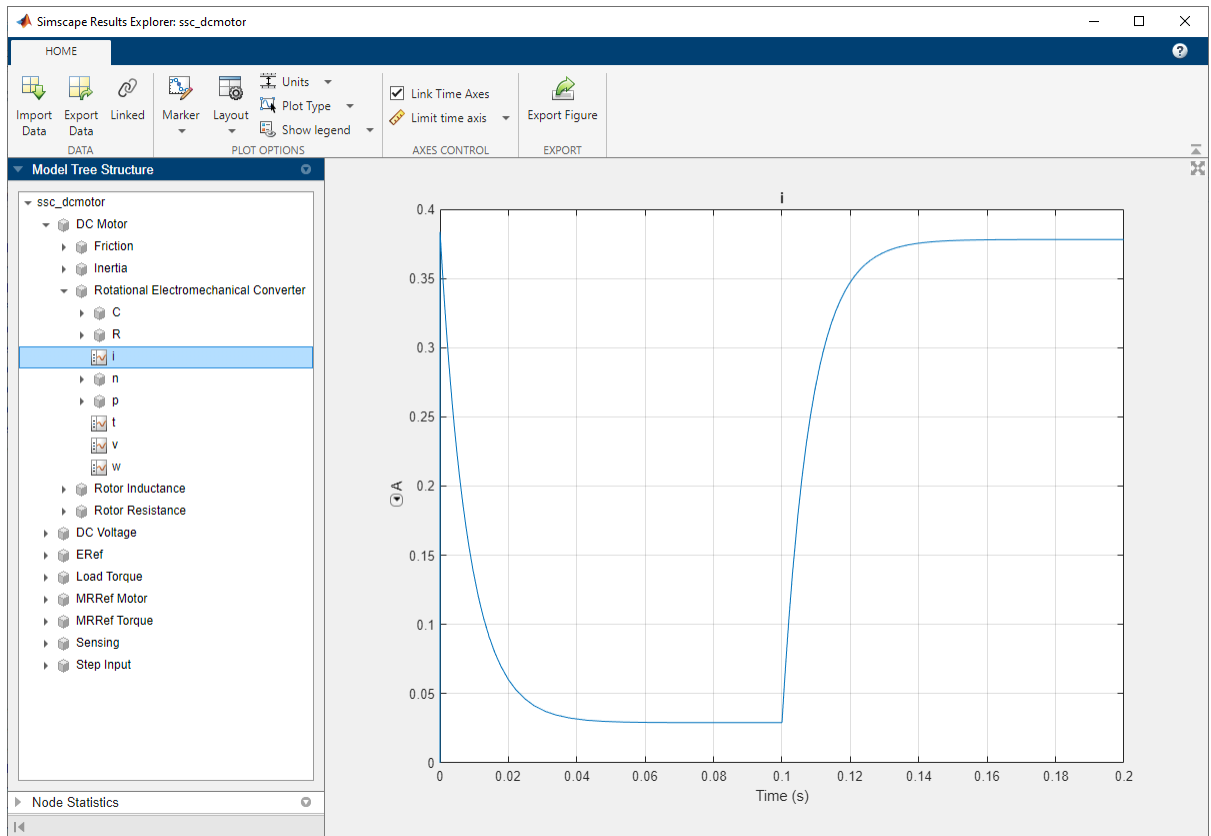 Simscape Results Explorer: ssc_dcmotor
HOME
?
Import Data
Export Data
Linked
DATA
Marker
Layout
Units
Plot Type
Show legend
PLOT OPTIONS
Link Time Axes
Limit time axis
AXES CONTROL
Export Figure
EXPORT
Model Tree Structure
ssc_dcmotor
DC Motor
Friction
Inertia
Rotational Electromechanical Converter
C
R
i
n
p
t
v
w
Rotor Inductance
Rotor Resistance
DC Voltage
ERef
Load Torque
MRRef Motor
MRRef Torque
Sensing
Step Input
Node Statistics
i
0.4
0.35
0.3
0.25
0.2
0.15
0.1
0.05
0
A
0 0.02 0.04 0.06 0.08 0.1 0.12 0.14 0.16 0.18 0.2
Time (s)